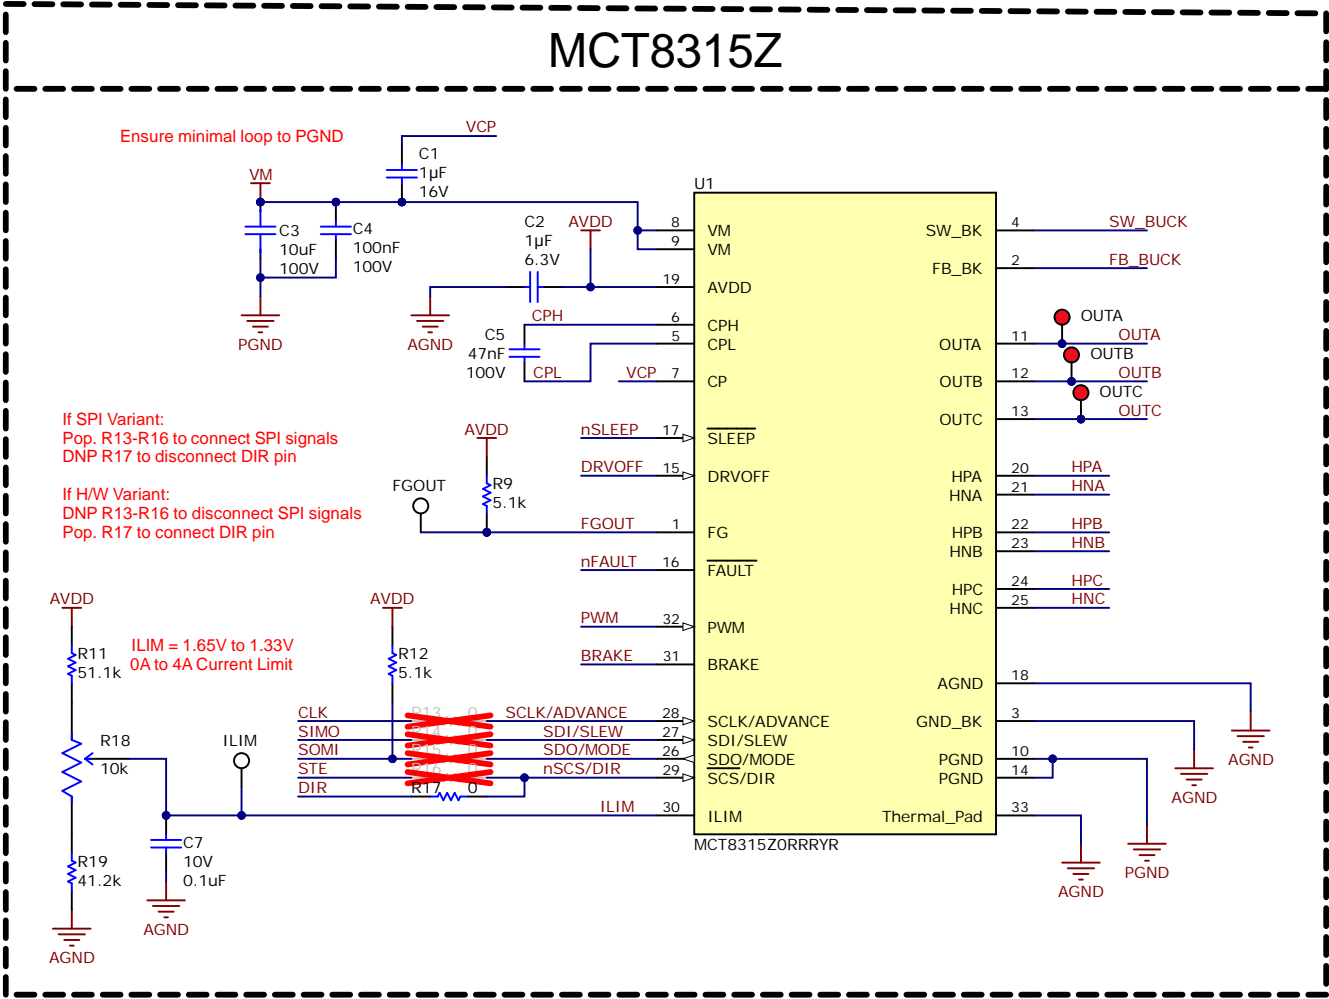 MCT8315Z
Ensure minimal loop to PGND
VCP
C1
1µF
16V
VM
C3
10uF
100V
C4
100nF
100V
PGND
C2
1µF
6.3V
AVDD
AGND
CPH
C5
47nF
100V
CPL
VCP
If SPI Variant:
Pop. R13-R16 to connect SPI signals
DNP R17 to disconnect DIR pin
If H/W Variant:
DNP R13-R16 to disconnect SPI signals
Pop. R17 to connect DIR pin
AVDD
R9
5.1k
FGOUT
nSLEEP
DRVOFF
FGOUT
nFAULT
PWM
BRAKE
AVDD
R11
51.1k
ILIM = 1.65V to 1.33V
0A to 4A Current Limit
AVDD
R12
5.1k
R18
10k
ILIM
CLK R13 0 SCLK/ADVANCE
SIMO 0 SDI/SLEW
SOMI 0 SDO/MODE
STE 0 nSCS/DIR
DIR R17 0
ILIM
C7
10V
0.1uF
AGND
R19
41.2k
AGND
U1
8 VM
9 VM
19 AVDD
6 CPH
5 CPL
7 CP
17 SLEEP
15 DRVOFF
1 FG
16 FAULT
32 PWM
31 BRAKE
28 SCLK/ADVANCE
27 SDI/SLEW
26 SDO/MODE
29 SCS/DIR
30 ILIM
MCT8315Z0RRRYR
SW_BK 4 SW_BUCK
FB_BK 2 FB_BUCK
OUTA
OUTA 11 OUTA
OUTB
OUTB 12 OUTB
OUTC
OUTC 13 OUTC
HPA 20 HPA
HNA 21 HNA
HPB 22 HPB
HNB 23 HNB
HPC 24 HPC
HNC 25 HNC
AGND 18
GND_BK 3
PGND 10
PGND 14
Thermal_Pad 33
AGND
AGND
PGND
AGND